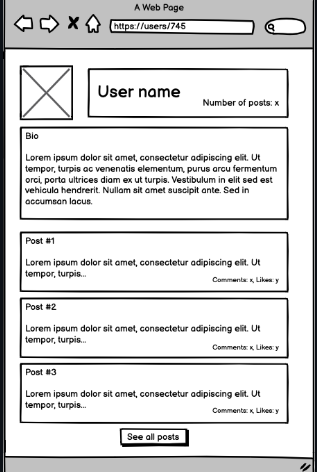 A Web Page
https://users/745
User name
Number of posts: x
Bio
Lorem ipsum dolor sit amet, consectetur adipiscing elit. Ut
tempor, turpis ac venenatis elementum, purus arcu fermentum
orci, porta ultrices diam ex ut turpis. Vestibulum in elit sed est
vehicula hendrerit. Nullam sit amet suscipit ante. Sed in
accumsan lacus.
Post #1
Lorem ipsum dolor sit amet, consectetur adipiscing elit. Ut
tempor, turpis...
Comments: x, Likes: y
Post #2
Lorem ipsum dolor sit amet, consectetur adipiscing elit. Ut
tempor, turpis...
Comments: x, Likes: y
Post #3
Lorem ipsum dolor sit amet, consectetur adipiscing elit. Ut
tempor, turpis...
Comments: x, Likes: y
See all posts